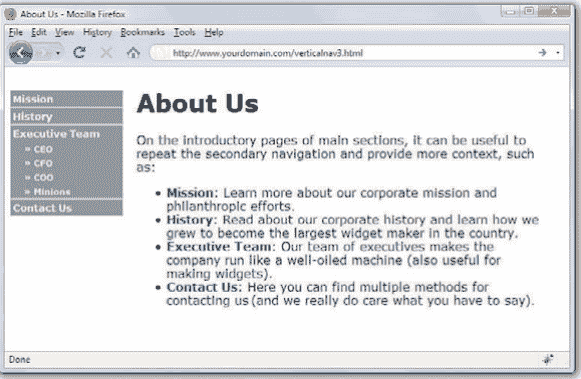 About Us - Mozilla Firefox
File Edit View History Bookmarks Tools Help
http://www.yourdomain.com/verticalnav3.html
Mission
History
Executive Team
» CEO
» CFO
» COO
» Minions
Contact Us
About Us
On the introductory pages of main sections, it can be useful to
repeat the secondary navigation and provide more context, such
as:
• Mission: Learn more about our corporate mission and
philanthropic efforts.
• History: Read about our corporate history and learn how we
grew to become the largest widget maker in the country.
• Executive Team: Our team of executives makes the
company run like a well-oiled machine (also useful for
making widgets).
• Contact Us: Here you can find multiple methods for
contacting us (and we really do care what you have to say).
Done